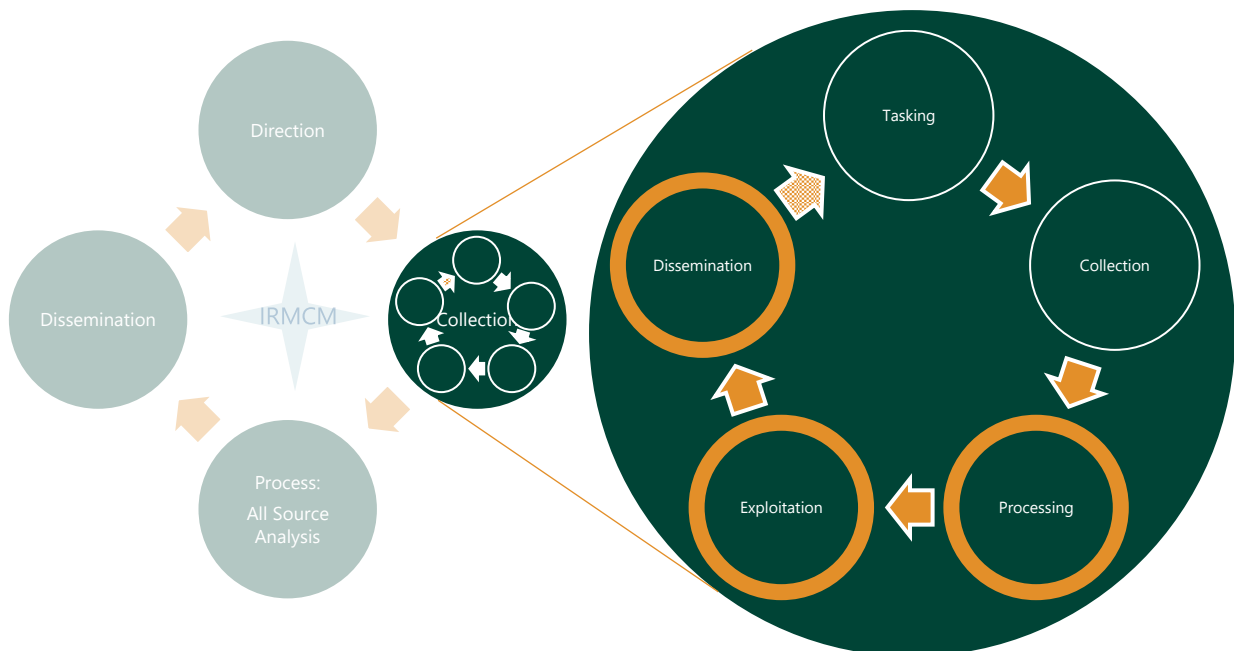 Direction
Dissemination
IRMCM
Collection
Process:
All Source
Analysis
Tasking
Dissemination
Collection
Exploitation
Processing